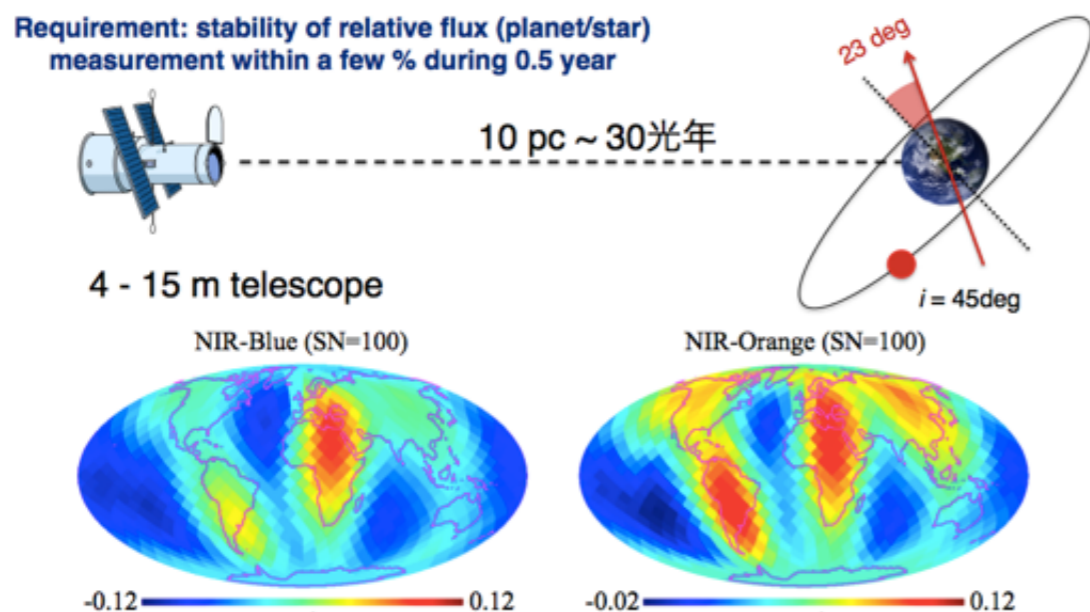 Requirement: stability of relative flux (planet/star)
measurement within a few % during 0.5 year
23 deg
10 pc ~ 30光年
4 - 15 m telescope
i = 45deg
NIR-Blue (SN=100)
NIR-Orange (SN=100)
-0.12
0.12
-0.02
0.12